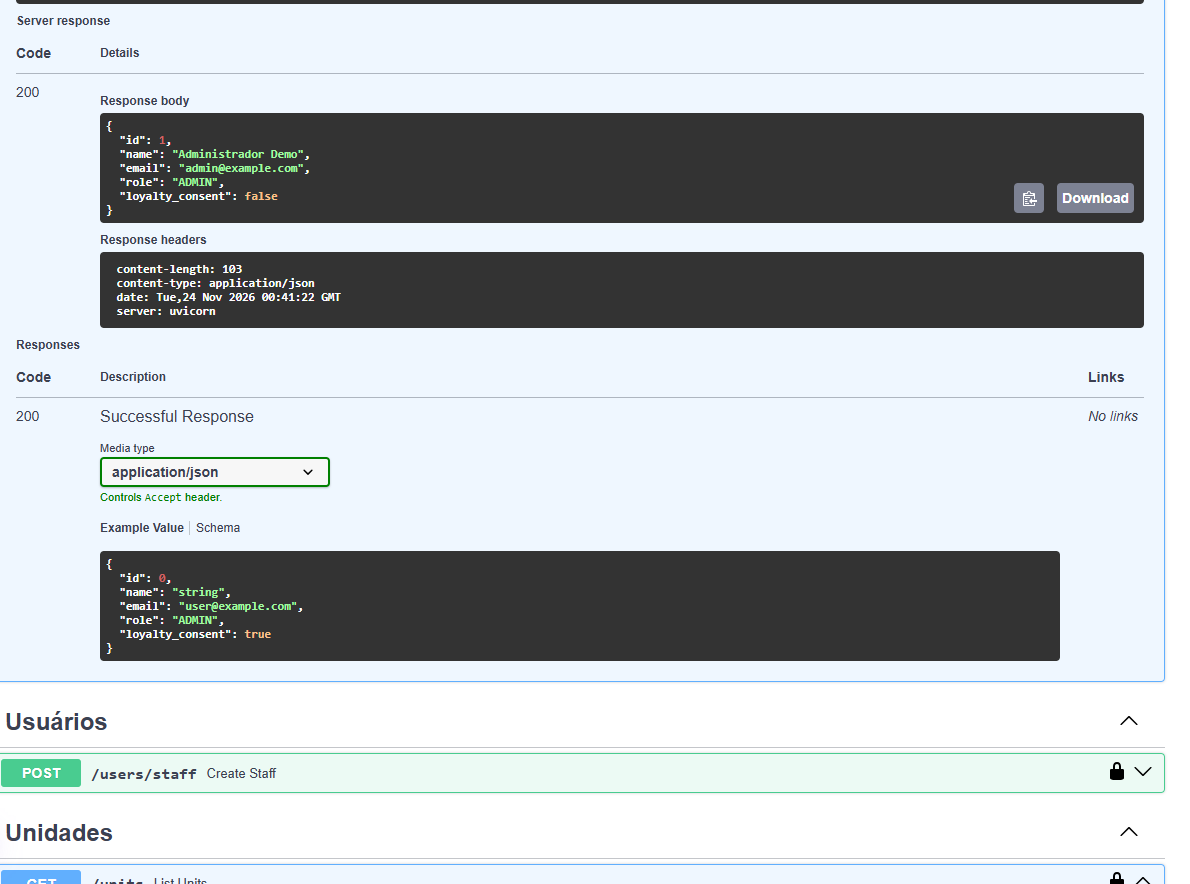 Server response
Code Details
200
Response body
{
"id": 1,
"name": "Administrador Demo",
"email": "admin@example.com",
"role": "ADMIN",
"loyalty_consent": false
}
Download
Response headers
content-length: 103
content-type: application/json
date: Tue,24 Nov 2026 00:41:22 GMT
server: uvicorn
Responses
Code Description Links
200 Successful Response No links
Media type
application/json
Controls Accept header.
Example Value Schema
{
"id": 0,
"name": "string",
"email": "user@example.com",
"role": "ADMIN",
"loyalty_consent": true
}
Usuários
POST /users/staff Create Staff
Unidades
GET /units List Units